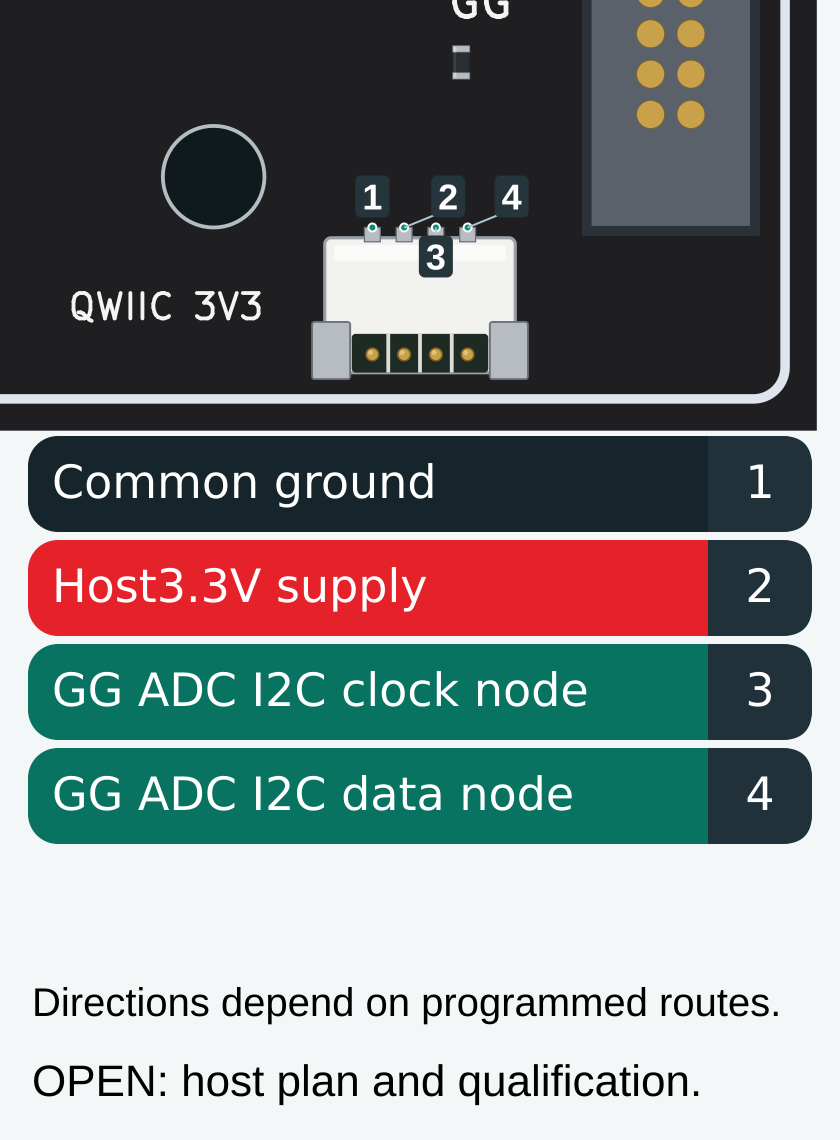 GG
1 2 4
3
QWIIC 3V3
Common ground 1
Host3.3V supply 2
GG ADC I2C clock node 3
GG ADC I2C data node 4
Directions depend on programmed routes.
OPEN: host plan and qualification.